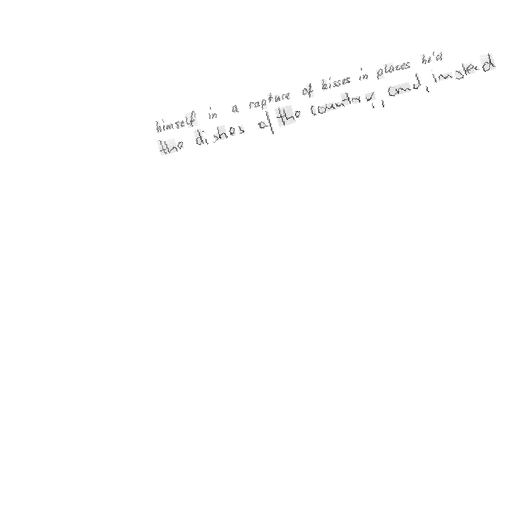 himself in a rapture of kisses in places he'd
the dishes of the country, and, instead